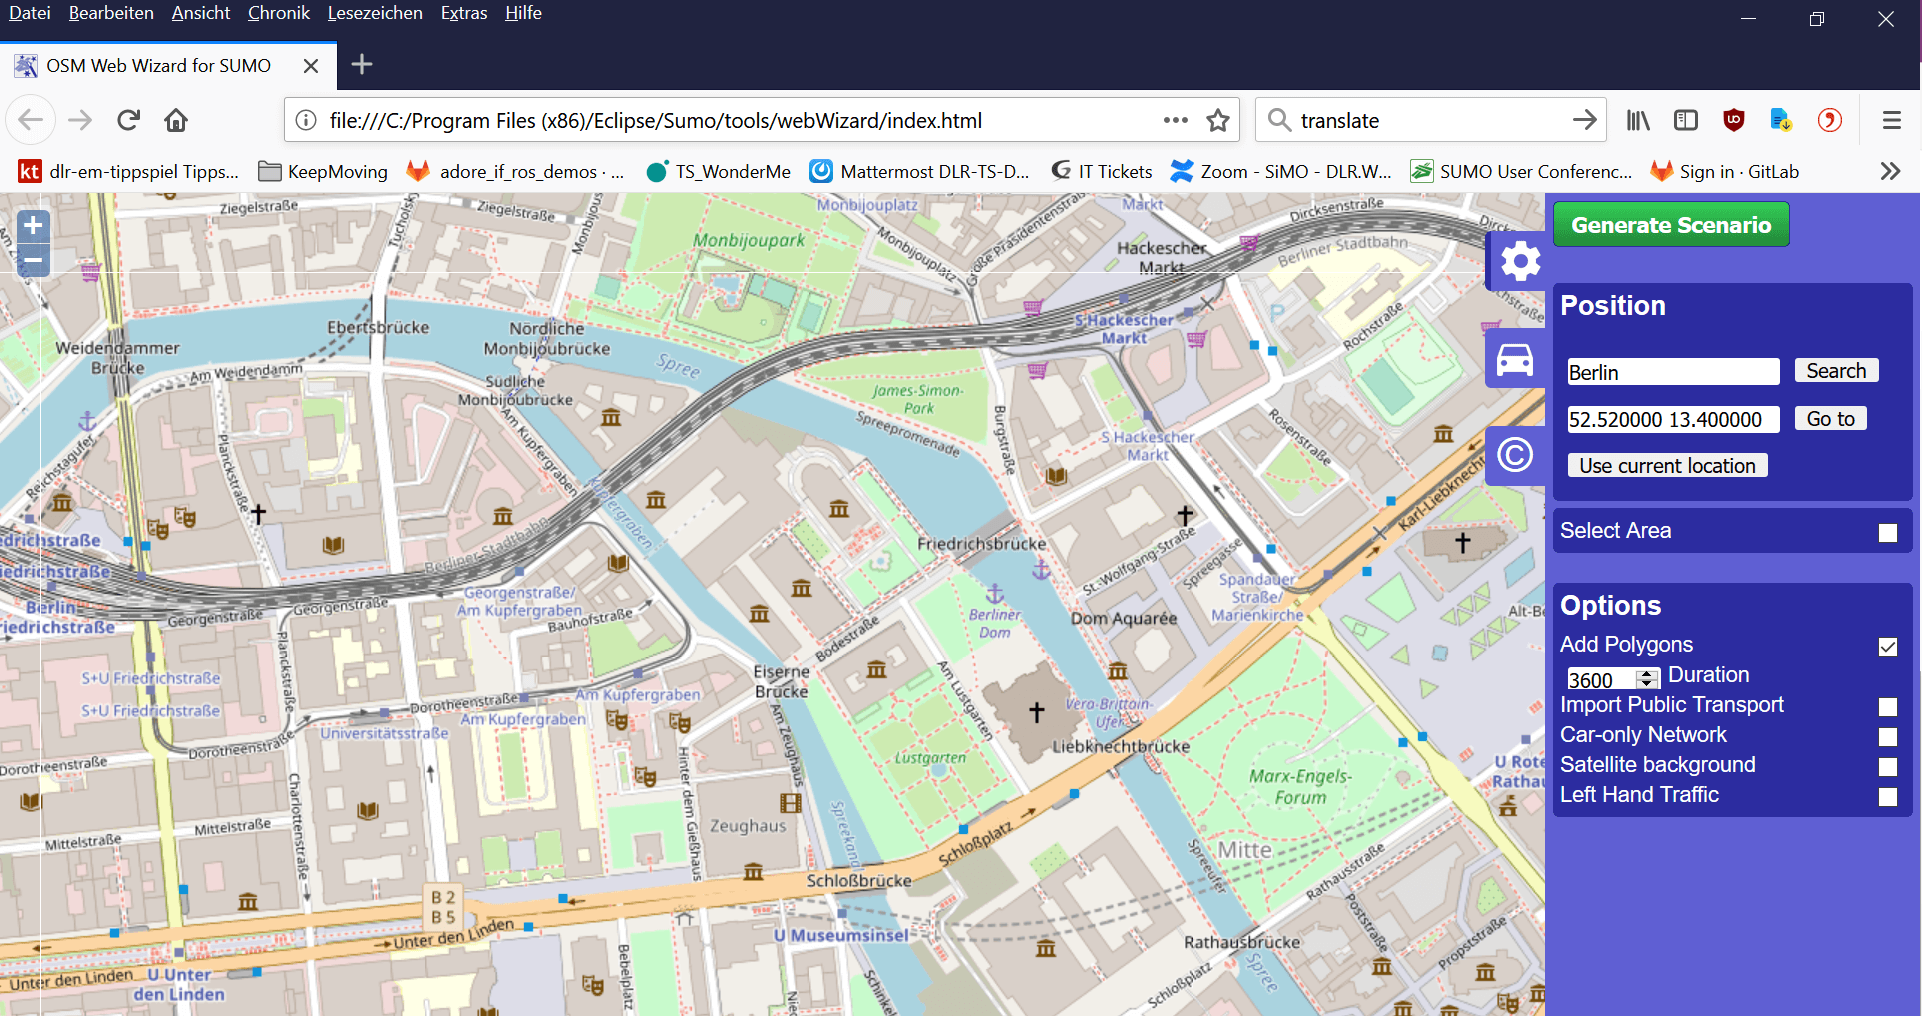 Datei Bearbeiten Ansicht Chronik Lesezeichen Extras Hilfe
OSM Web Wizard for SUMO
file:///C:/Program Files (x86)/Eclipse/Sumo/tools/webWizard/index.html
translate
kt dlr-em-tippspiel Tipps...
KeepMoving
adore_if_ros_demos · ...
TS_WonderMe
Mattermost DLR-TS-D...
IT Tickets
Zoom - SiMO - DLR.W...
SUMO User Conferenc...
Sign in · GitLab
+
−
Ziegelstraße
Ziegelstraße
Monbijouplatz
Markt
Dircksenstraße
Monbijoupark
Monbijouplatz
Große Präsidentenstraße
Hackescher
Markt
Berliner Stadtbahn
Ebertsbrücke
Nördliche
Monbijoubrücke
Weidendammer
Brücke
Spree
S Hackescher
Markt
P
Rochstraße
Am Weidendamm
Südliche
Monbijoubrücke
James-Simon-
Park
Spreepromenade
Burgstraße
Rosenstraße
S Hackescher
Markt
Am Kupfergraben
Planckstraße
Reichstagufer
Kupfergraben
Berliner Stadtbahn
Karl-Liebknecht
Friedrichsbrücke
St.-Wolfgang-Straße
Spreegasse
iedrichstraße
Berlin
riedrichstraße
Georgenstraße
Georgenstraße
Georgenstraße/
Am Kupfergraben
Bauhofstraße
Berliner
Dom
Dom Aquarée
Spandauer
Straße/
Marienkirche
Alt-Be
Planckstraße
Bodestraße
Eiserne
Brücke
S+U Friedrichstraße
S+U Friedrichstraße
Dorotheenstraße
Am Kupfergraben
Am Kupfergraben
Universitätsstraße
Am Lustgarten
Vera-Brittain-
Ufer
Liebknechtbrücke
Dorotheenstraße
Dorotheenstraße
Am Zeughaus
Hinter dem Gießhaus
Lustgarten
Marx-Engels-
Forum
U Rote
Rathau
Charlottenstraße
Mittelstraße
Mittelstraße
Zeughaus
Spreekana
Schloßplatz
Mitte
Schloßbrücke
Spreeufer
Rathausstraße
B 2
B 5
Unter den Linden
U Museumsinsel
Rathausbrücke
Poststraße
Propststraße
Unter den Linden
U Unter
den Linden
Bebelplatz
Schinkel
Schloßplatz
Spree
Generate Scenario
Position
Berlin
Search
52.520000 13.400000
Go to
Use current location
Select Area
Options
Add Polygons
3600 Duration
Import Public Transport
Car-only Network
Satellite background
Left Hand Traffic